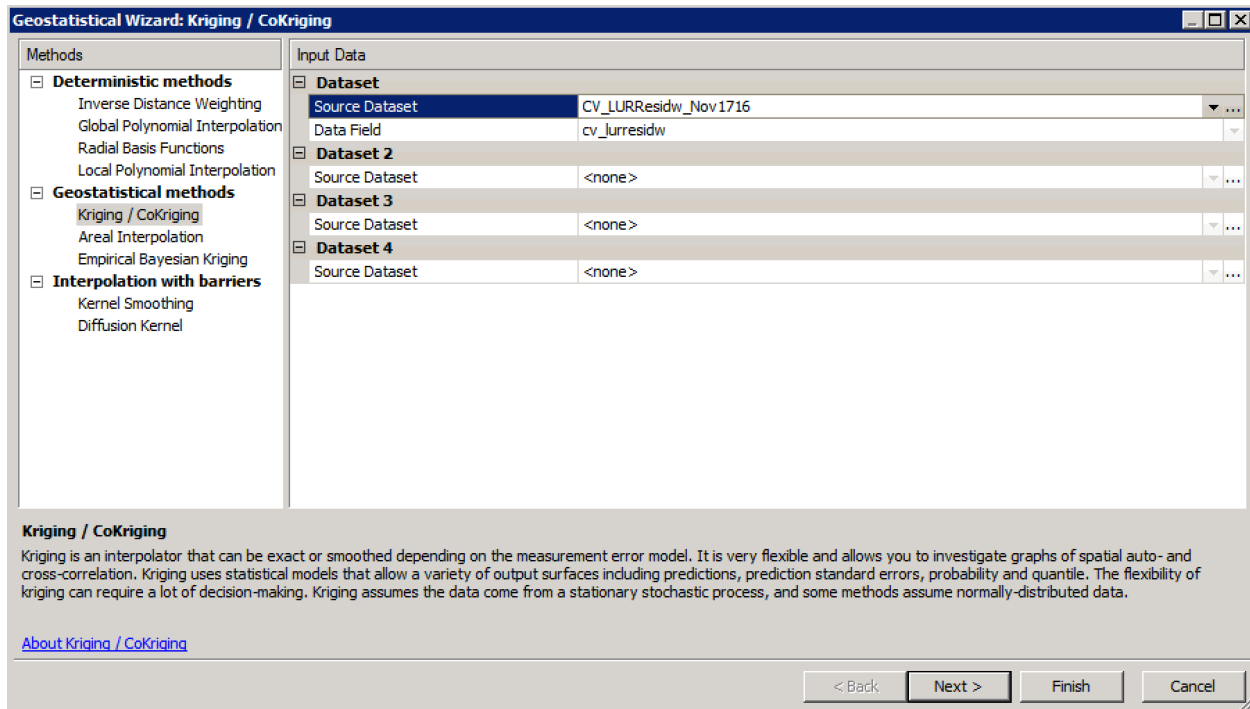 Geostatistical Wizard: Kriging / CoKriging
Methods
Deterministic methods
Inverse Distance Weighting
Global Polynomial Interpolation
Radial Basis Functions
Local Polynomial Interpolation
Geostatistical methods
Kriging / CoKriging
Areal Interpolation
Empirical Bayesian Kriging
Interpolation with barriers
Kernel Smoothing
Diffusion Kernel
Input Data
Dataset
Source Dataset CV_LURResidw_Nov1716 ...
Data Field cv_lurresidw
Dataset 2
Source Dataset <none> ...
Dataset 3
Source Dataset <none> ...
Dataset 4
Source Dataset <none> ...
Kriging / CoKriging
Kriging is an interpolator that can be exact or smoothed depending on the measurement error model. It is very flexible and allows you to investigate graphs of spatial auto- and
cross-correlation. Kriging uses statistical models that allow a variety of output surfaces including predictions, prediction standard errors, probability and quantile. The flexibility of
kriging can require a lot of decision-making. Kriging assumes the data come from a stationary stochastic process, and some methods assume normally-distributed data.
About Kriging / CoKriging
< Back Next > Finish Cancel